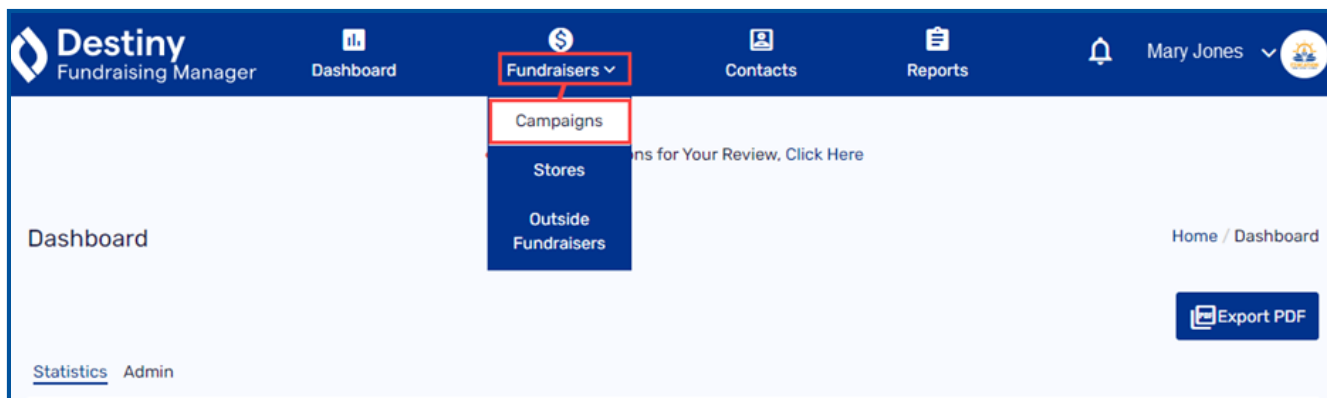 Destiny
Fundraising Manager
Dashboard
Fundraisers
Contacts
Reports
Mary Jones
Campaigns
Stores
Outside
Fundraisers
for Your Review, Click Here
Dashboard
Home / Dashboard
Export PDF
Statistics Admin